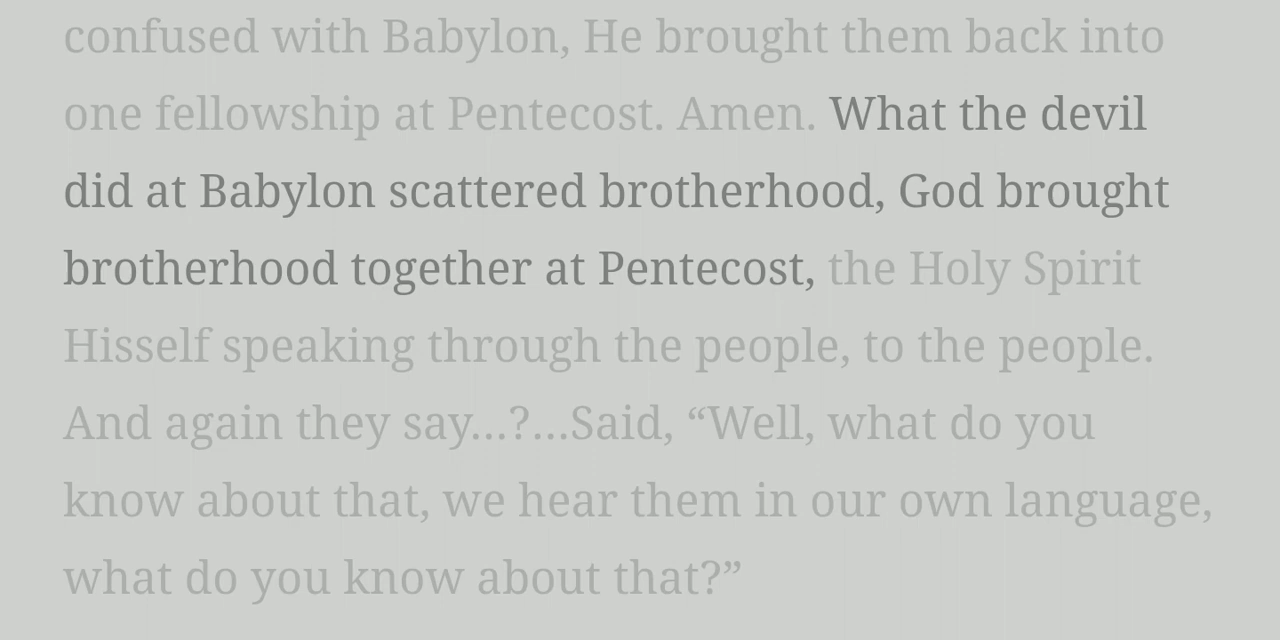 confused with Babylon, He brought them back into
one fellowship at Pentecost. Amen. What the devil
did at Babylon scattered brotherhood, God brought
brotherhood together at Pentecost, the Holy Spirit
Hisself speaking through the people, to the people.
And again they say...?...Said, “Well, what do you
know about that, we hear them in our own language,
what do you know about that?”